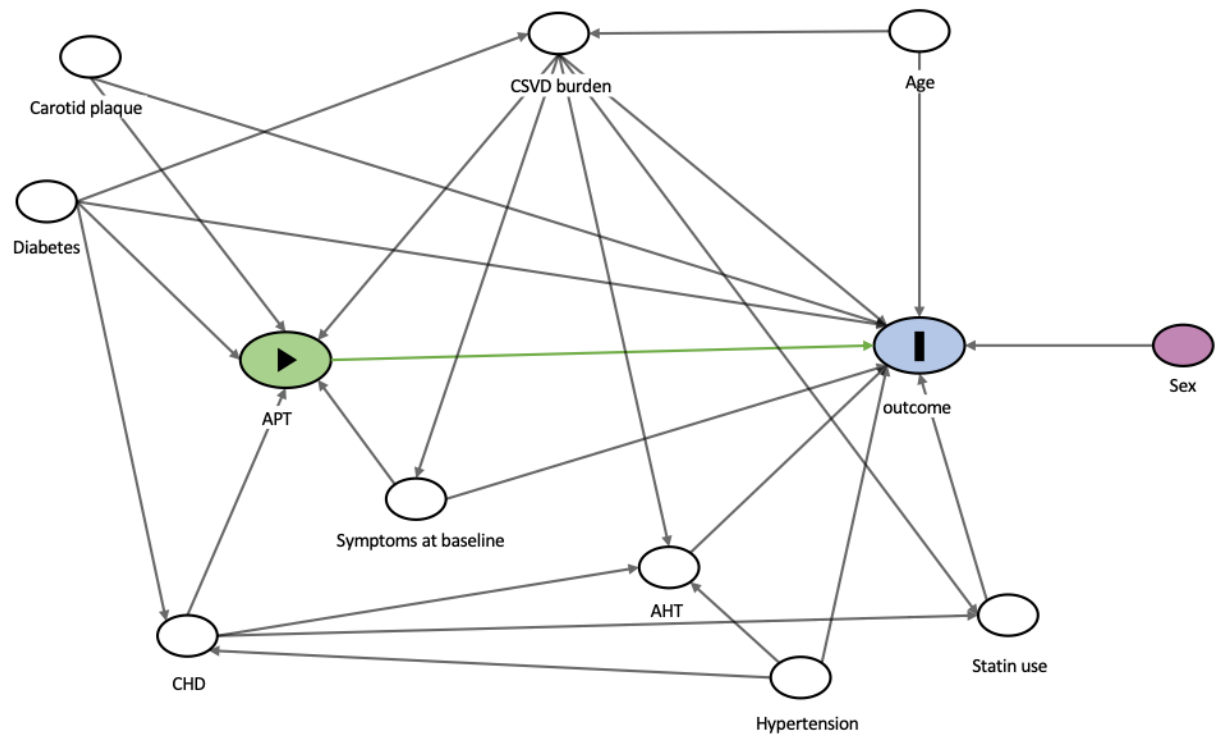 Carotid plaque
CSVD burden
Age
Diabetes
APT
outcome
Sex
Symptoms at baseline
AHT
CHD
Statin use
Hypertension